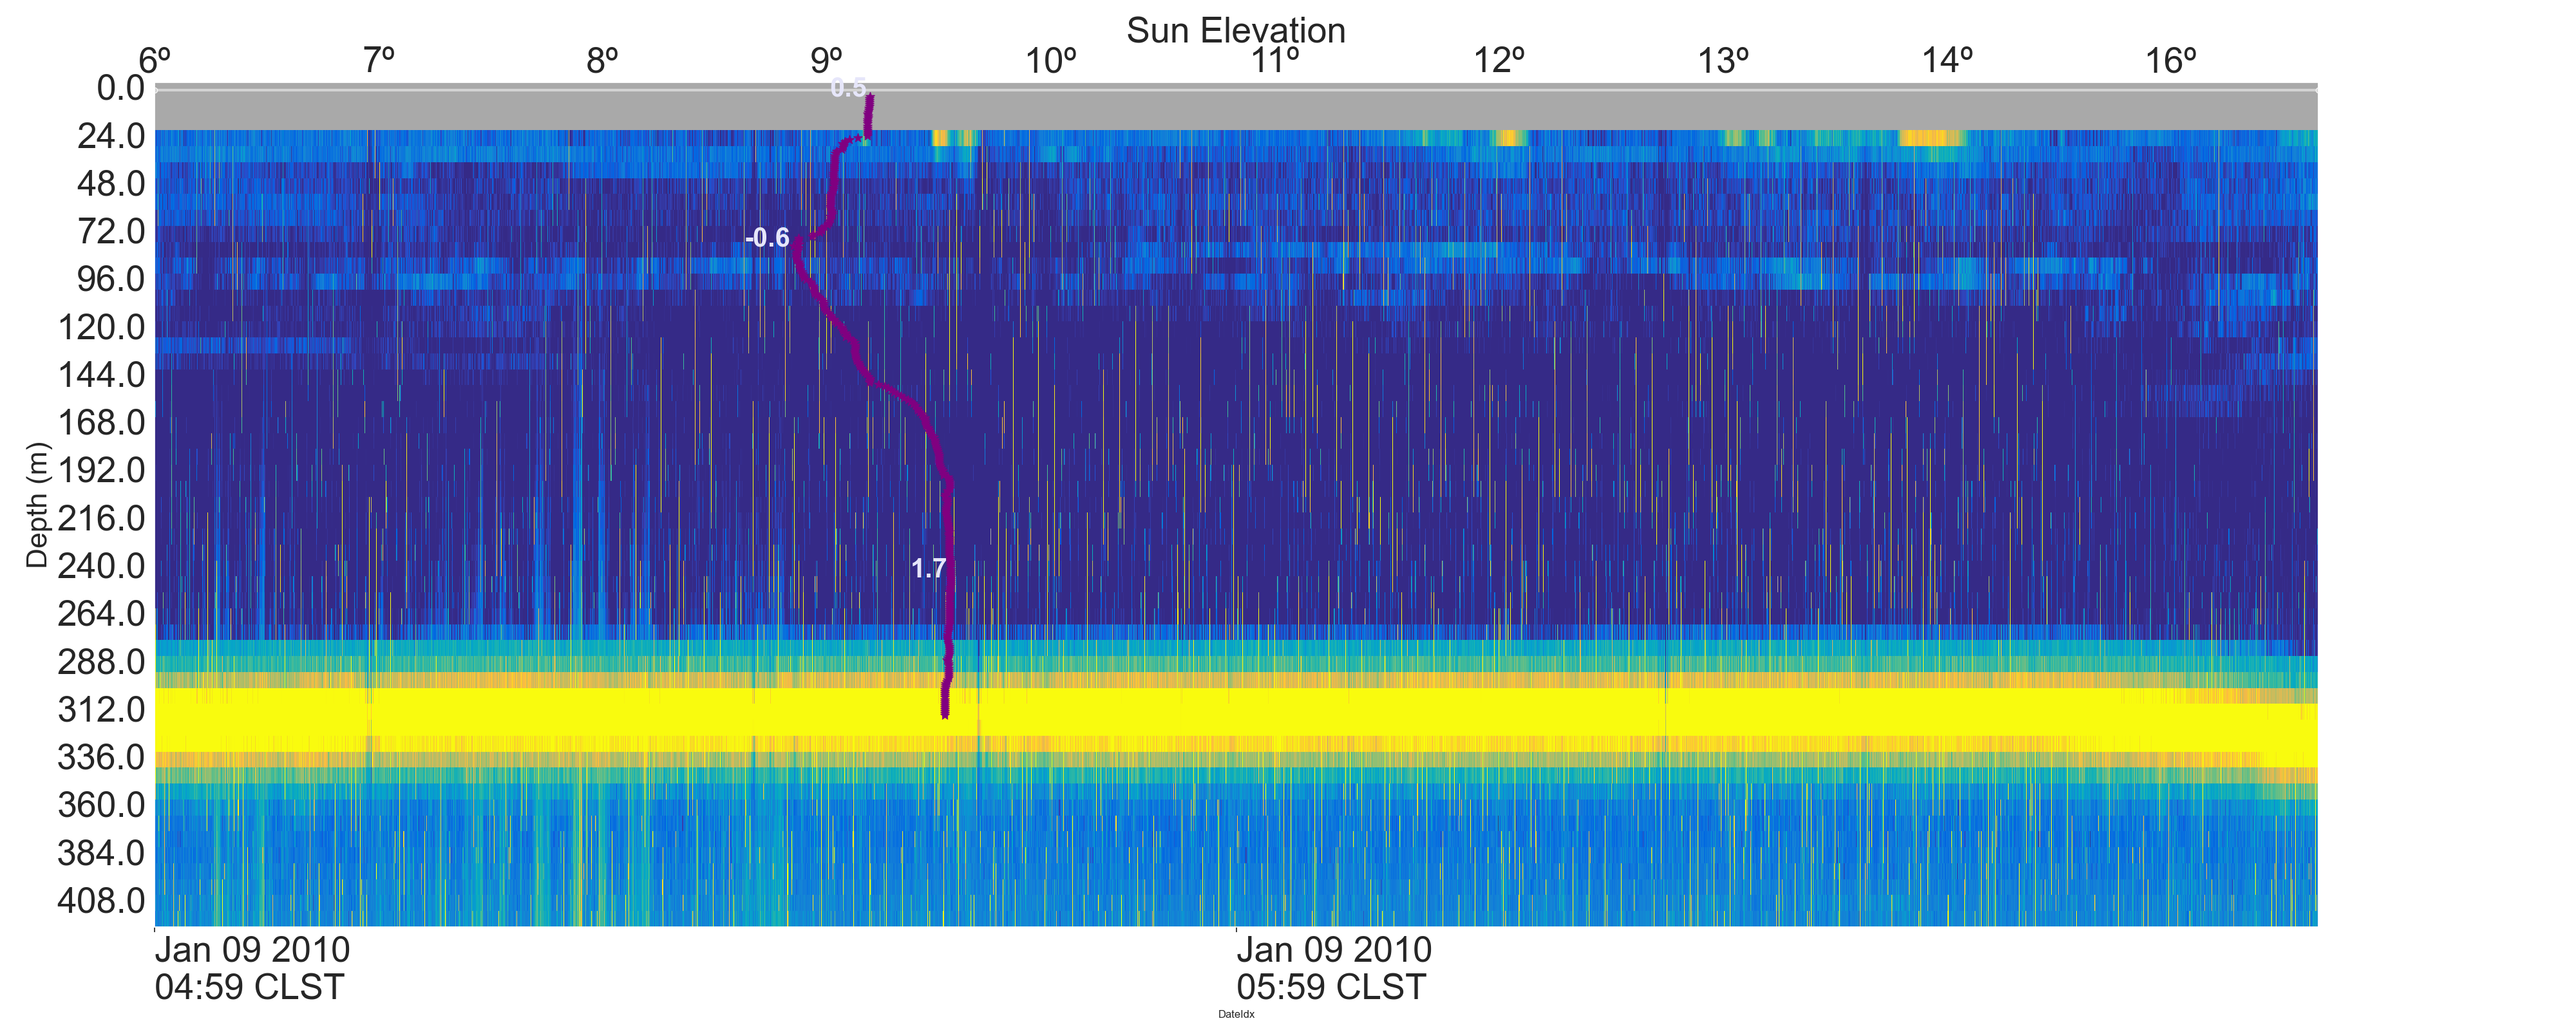 Sun Elevation
6º 7º 8º 9º 10º 11º 12º 13º 14º 16º
0.5
0.0
24.0
48.0
72.0
-0.6
96.0
120.0
144.0
168.0
192.0
216.0
240.0
1.7
264.0
288.0
312.0
336.0
360.0
384.0
408.0
Depth (m)
Jan 09 2010
04:59 CLST
Jan 09 2010
05:59 CLST
DateIdx